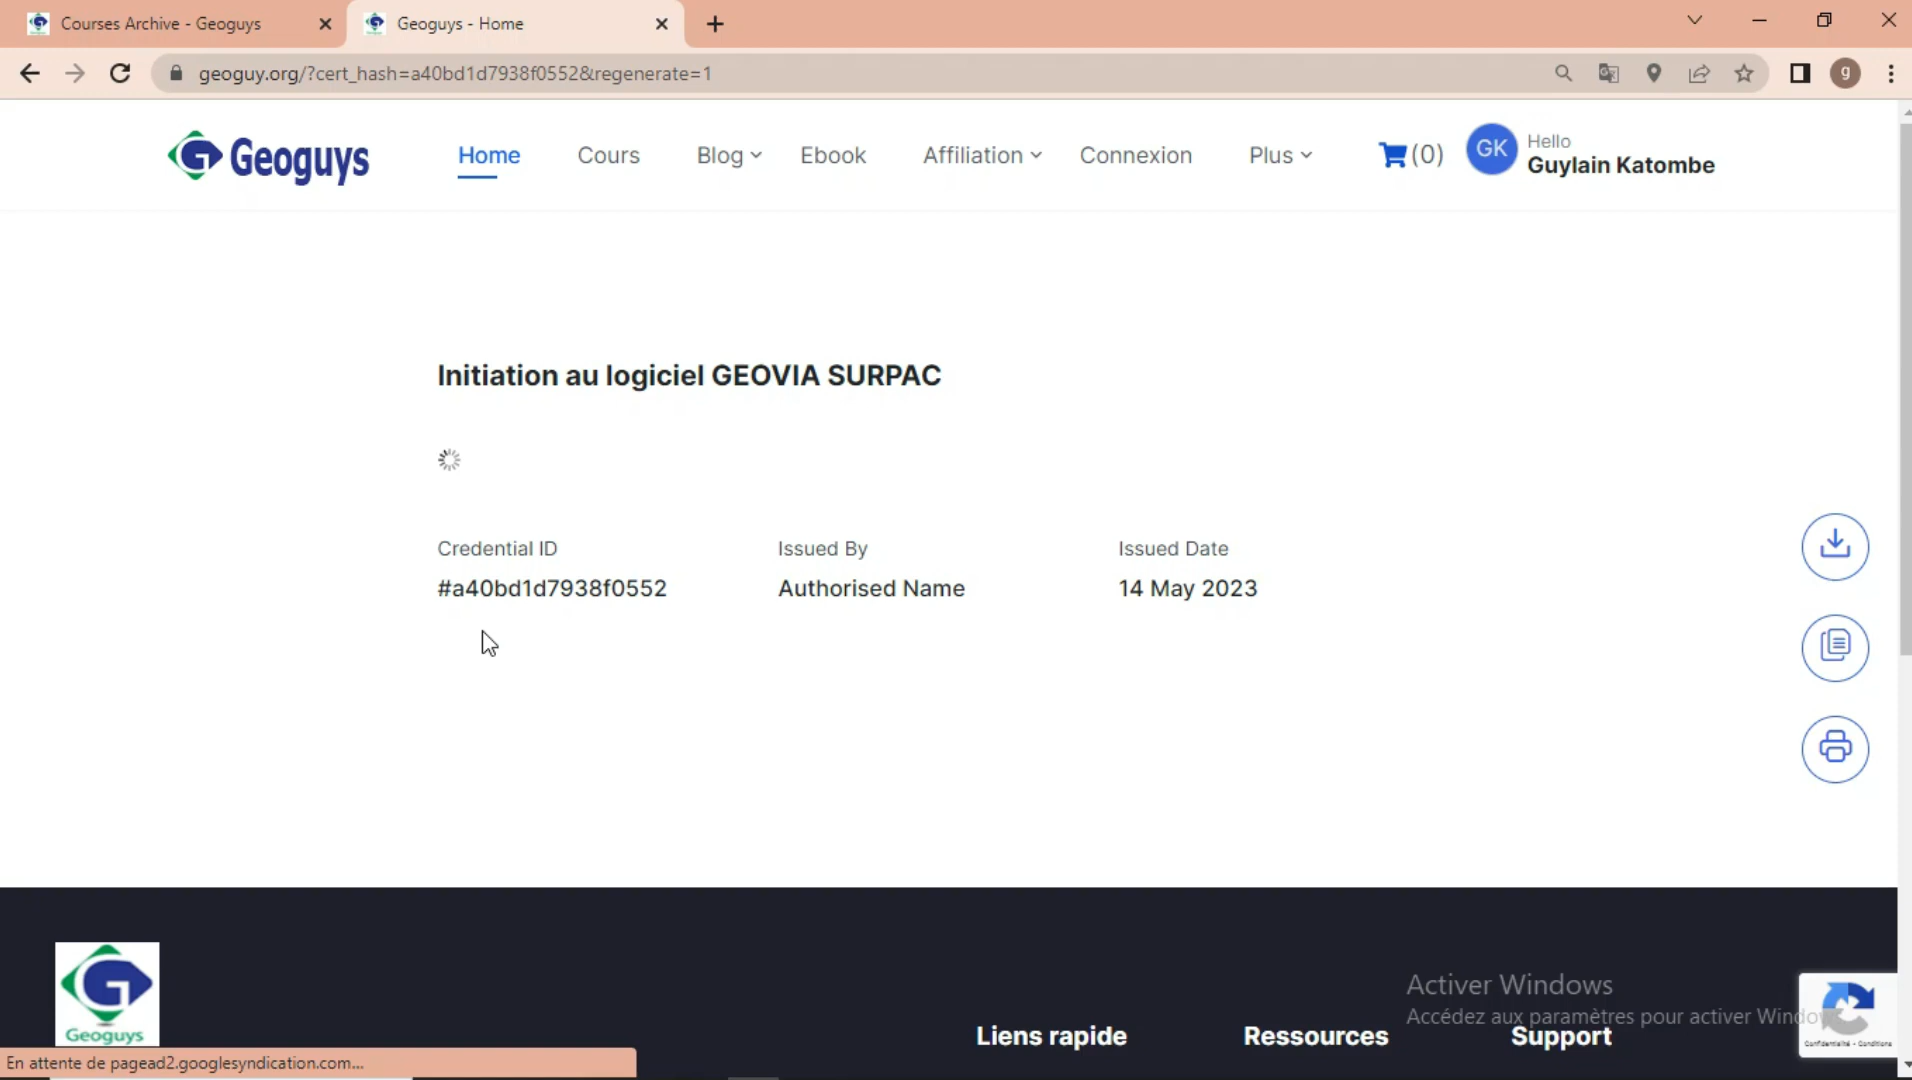 Courses Archive - Geoguys
Geoguys - Home
geoguy.org/?cert_hash=a40bd1d7938f0552&regenerate=1
g
Geoguys
Home
Cours
Blog
Ebook
Affiliation
Connexion
Plus
(0)
GK
Hello
Guylain Katombe
Initiation au logiciel GEOVIA SURPAC
Credential ID
Issued By
Issued Date
#a40bd1d7938f0552
Authorised Name
14 May 2023
Geoguys
Liens rapide
Ressources
Support
Activer Windows
Accédez aux paramètres pour activer Windo
Confidentialité - Conditions
En attente de pagead2.googlesyndication.com...